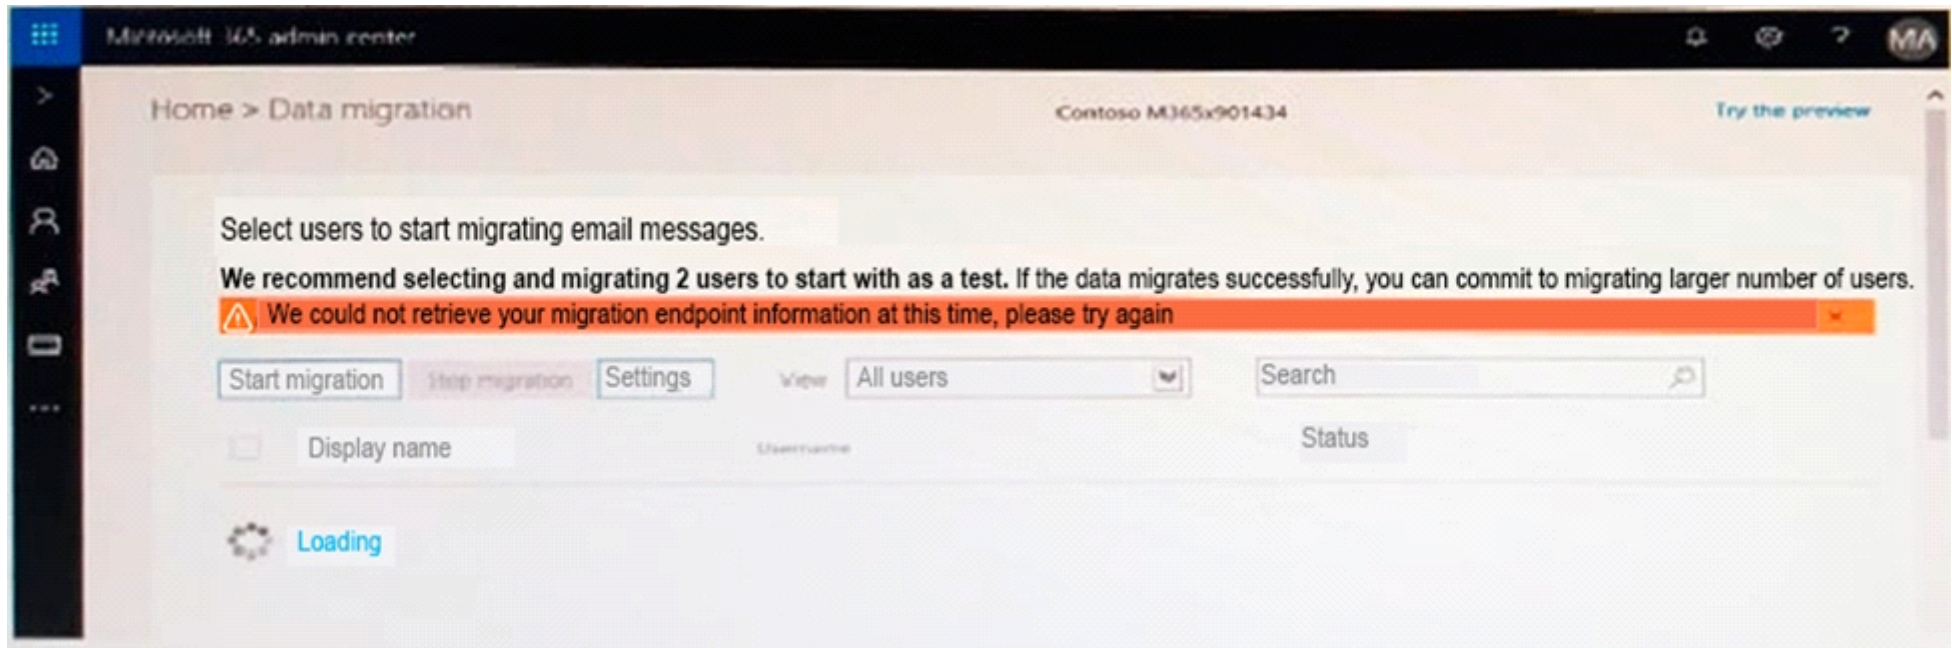 Microsoft 365 admin center ? MA
Home > Data migration Contoso M365x901434 Try the preview
Select users to start migrating email messages.
We recommend selecting and migrating 2 users to start with as a test. If the data migrates successfully, you can commit to migrating larger number of users.
We could not retrieve your migration endpoint information at this time, please try again
Start migration Stop migration Settings View All users Search
Display name Username Status
Loading